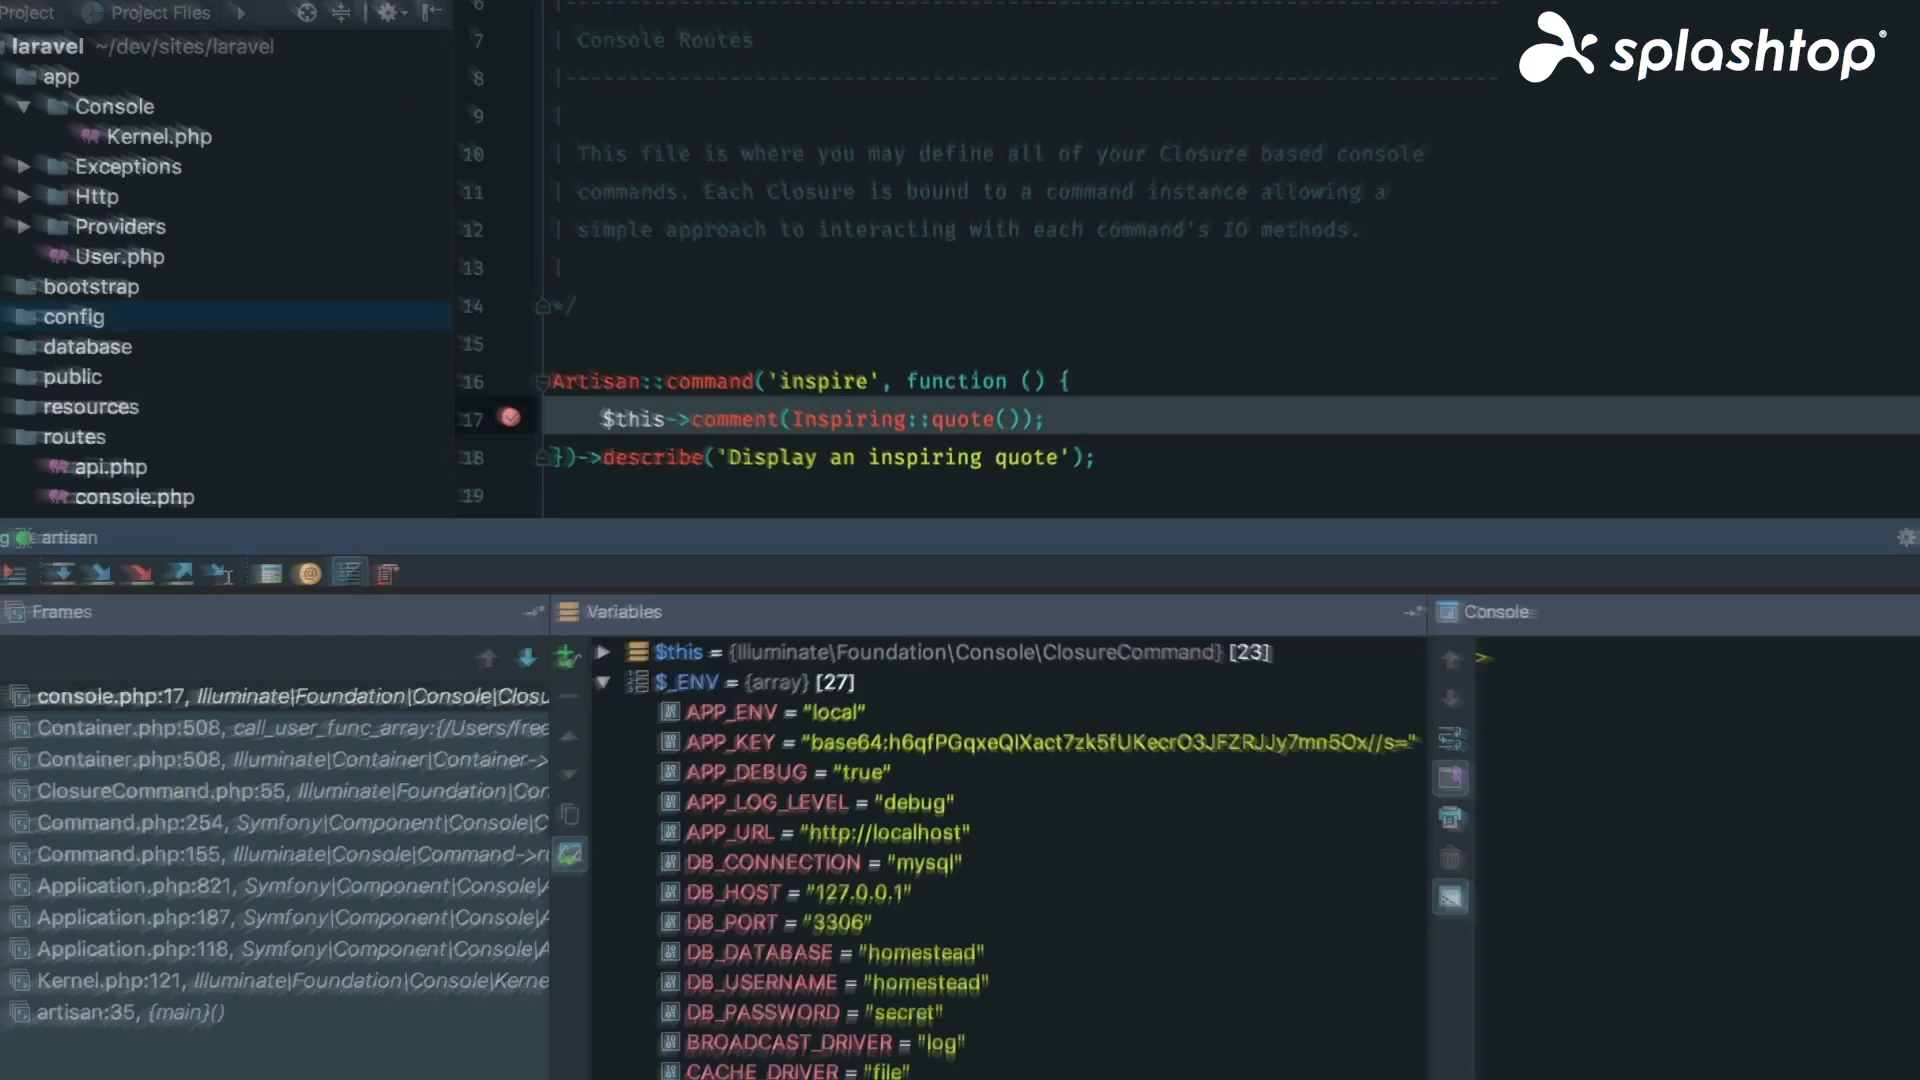 Project Project Files
splashtop
laravel ~/dev/sites/laravel
app
Console
Kernel.php
Exceptions
Http
Providers
User.php
bootstrap
config
database
public
resources
routes
api.php
console.php
6
7 | Console Routes
8 |
9 |
10 | This file is where you may define all of your Closure based console
11 | commands. Each Closure is bound to a command instance allowing a
12 | simple approach to interacting with each command's IO methods.
13 |
14 */
15
16 Artisan::command('inspire', function () {
17 $this->comment(Inspiring::quote());
18 })->describe('Display an inspiring quote');
19
g artisan
Frames
console.php:17, Illuminate|Foundation|Console|Closu
Container.php:508, call_user_func_array:{/Users/free
Container.php:508, Illuminate|Container|Container->
ClosureCommand.php:55, Illuminate|Foundation|Con
Command.php:254, Symfony|Component|Console|C
Command.php:155, Illuminate|Console|Command->ru
Application.php:821, Symfony|Component|Console|A
Application.php:187, Symfony|Component|Console|A
Application.php:118, Symfony|Component|Console|A
Kernel.php:121, Illuminate|Foundation|Console|Kerne
artisan:35, {main}()
Variables
$this = {Illuminate\Foundation\Console\ClosureCommand} [23]
$_ENV = {array} [27]
APP_ENV = "local"
APP_KEY = "base64:h6qfPGqxeQlXact7zk5fUKecrO3JFZRJJy7mn5Ox//s="
APP_DEBUG = "true"
APP_LOG_LEVEL = "debug"
APP_URL = "http://localhost"
DB_CONNECTION = "mysql"
DB_HOST = "127.0.0.1"
DB_PORT = "3306"
DB_DATABASE = "homestead"
DB_USERNAME = "homestead"
DB_PASSWORD = "secret"
BROADCAST_DRIVER = "log"
CACHE_DRIVER = "file"
Console
>